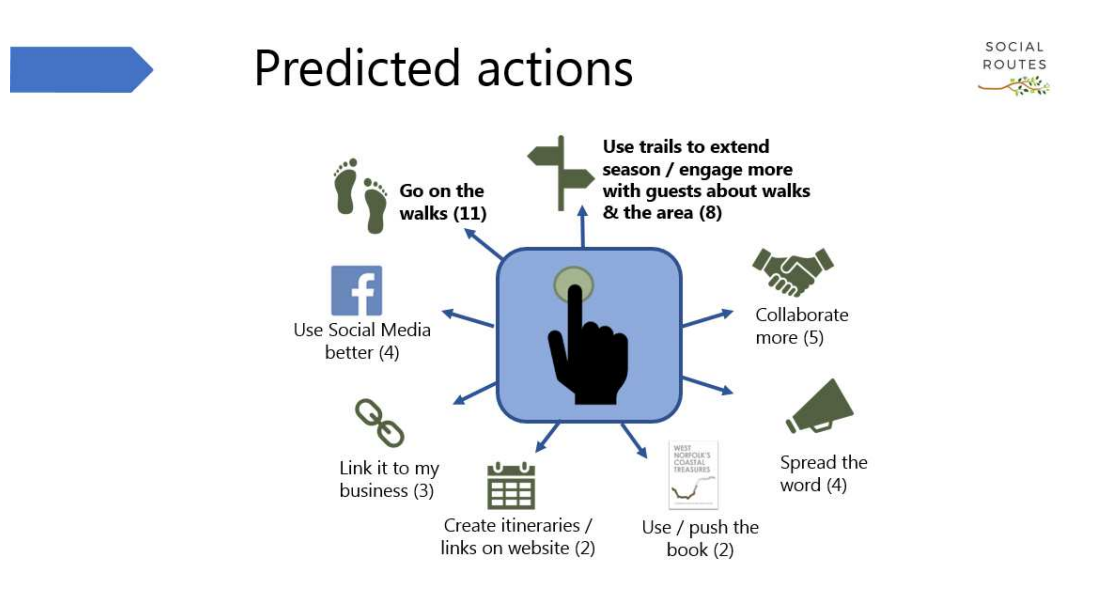 Predicted actions
SOCIAL
ROUTES
Use trails to extend
season / engage more
with guests about walks
& the area (8)
Go on the
walks (11)
Collaborate
more (5)
Use Social Media
better (4)
Spread the
word (4)
Link it to my
business (3)
WEST
NORFOLK'S
COASTAL
TREASURES
Create itineraries /
links on website (2)
Use / push the
book (2)